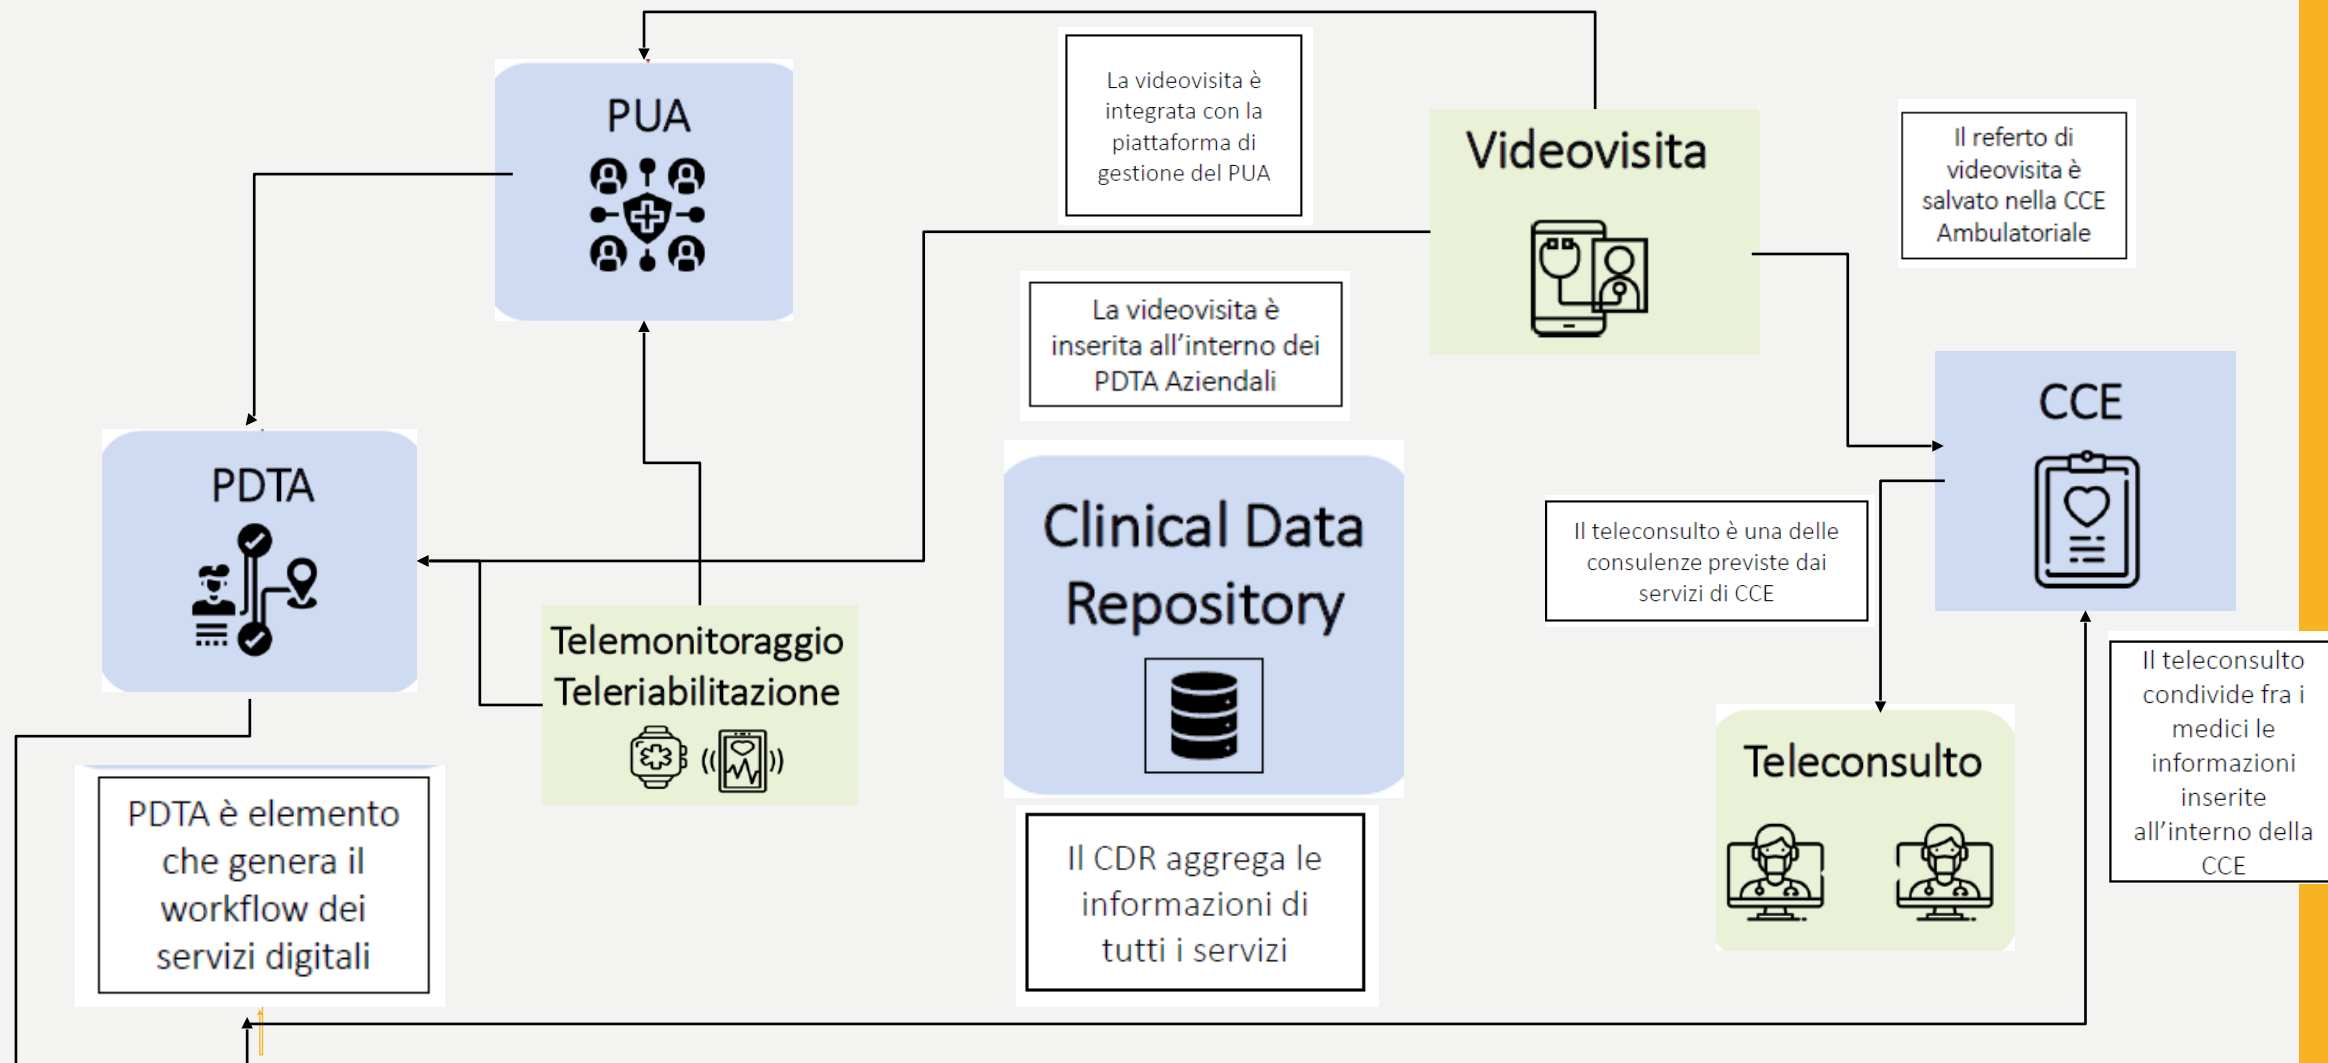 PUA
La videovisita è
integrata con la
piattaforma di
gestione del PUA
Videovisita
Il referto di
videovisita è
salvato nella CCE
Ambulatoriale
La videovisita è
inserita all'interno dei
PDTA Aziendali
CCE
PDTA
Clinical Data
Repository
Il teleconsulto è una delle
consulenze previste dai
servizi di CCE
Telemonitoraggio
Teleriabilitazione
Il teleconsulto
condivide fra i
medici le
informazioni
inserite
all'interno della
CCE
Teleconsulto
PDTA è elemento
che genera il
workflow dei
servizi digitali
Il CDR aggrega le
informazioni di
tutti i servizi